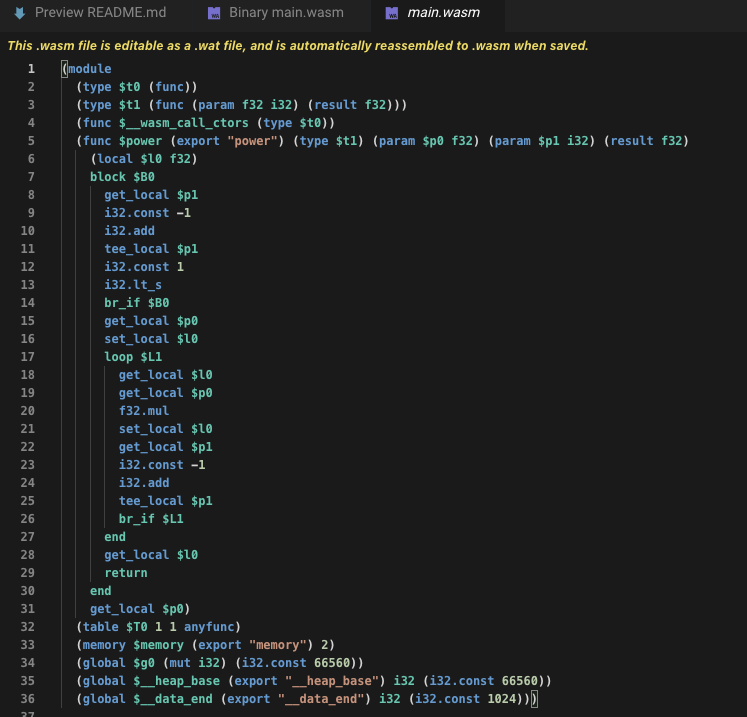 Preview README.md Binary main.wasm main.wasm
This .wasm file is editable as a .wat file, and is automatically reassembled to .wasm when saved.
1 (module
2 (type $t0 (func))
3 (type $t1 (func (param f32 i32) (result f32)))
4 (func $__wasm_call_ctors (type $t0))
5 (func $power (export "power") (type $t1) (param $p0 f32) (param $p1 i32) (result f32)
6 (local $l0 f32)
7 block $B0
8 get_local $p1
9 i32.const -1
10 i32.add
11 tee_local $p1
12 i32.const 1
13 i32.lt_s
14 br_if $B0
15 get_local $p0
16 set_local $l0
17 loop $L1
18 get_local $l0
19 get_local $p0
20 f32.mul
21 set_local $l0
22 get_local $p1
23 i32.const -1
24 i32.add
25 tee_local $p1
26 br_if $L1
27 end
28 get_local $l0
29 return
30 end
31 get_local $p0)
32 (table $T0 1 1 anyfunc)
33 (memory $memory (export "memory") 2)
34 (global $g0 (mut i32) (i32.const 66560))
35 (global $__heap_base (export "__heap_base") i32 (i32.const 66560))
36 (global $__data_end (export "__data_end") i32 (i32.const 1024)))
37